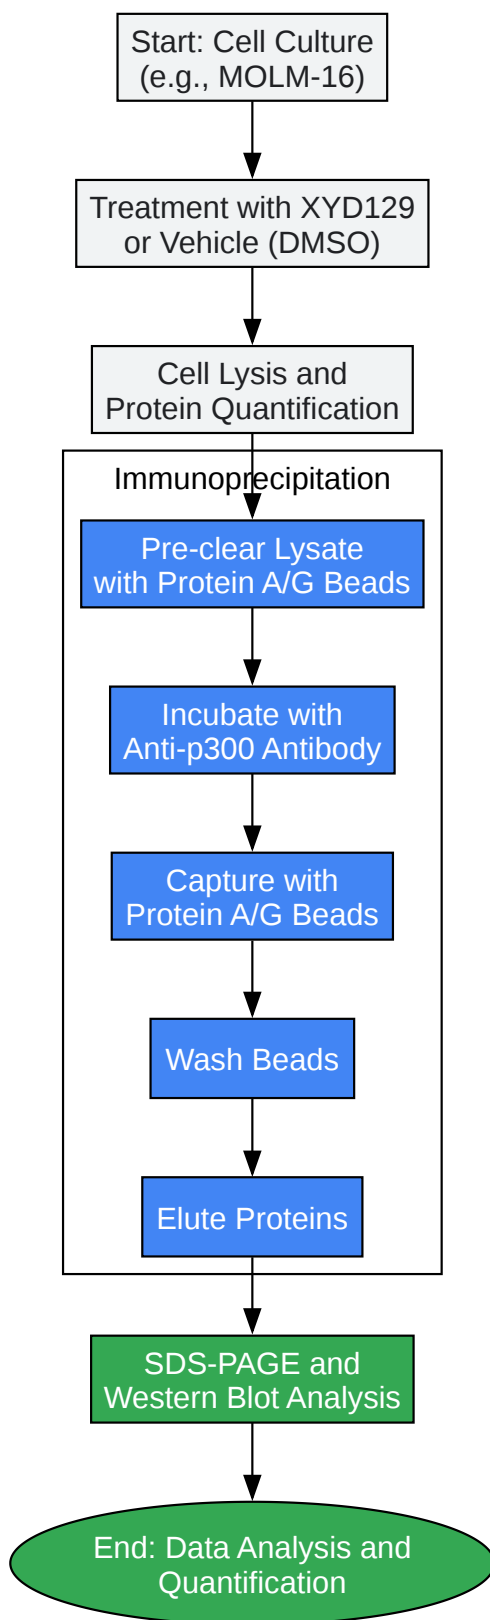 Start: Cell Culture
(e.g., MOLM-16)
Treatment with XYD129
or Vehicle (DMSO)
Cell Lysis and
Protein Quantification
Immunoprecipitation
Pre-clear Lysate
with Protein A/G Beads
Incubate with
Anti-p300 Antibody
Capture with
Protein A/G Beads
Wash Beads
Elute Proteins
SDS-PAGE and
Western Blot Analysis
End: Data Analysis and
Quantification